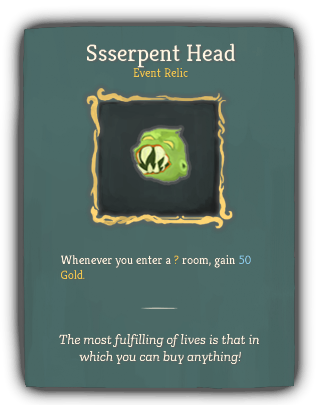 Ssserpent Head
Event Relic
Whenever you enter a ? room, gain 50
Gold.
The most fulfilling of lives is that in
which you can buy anything!